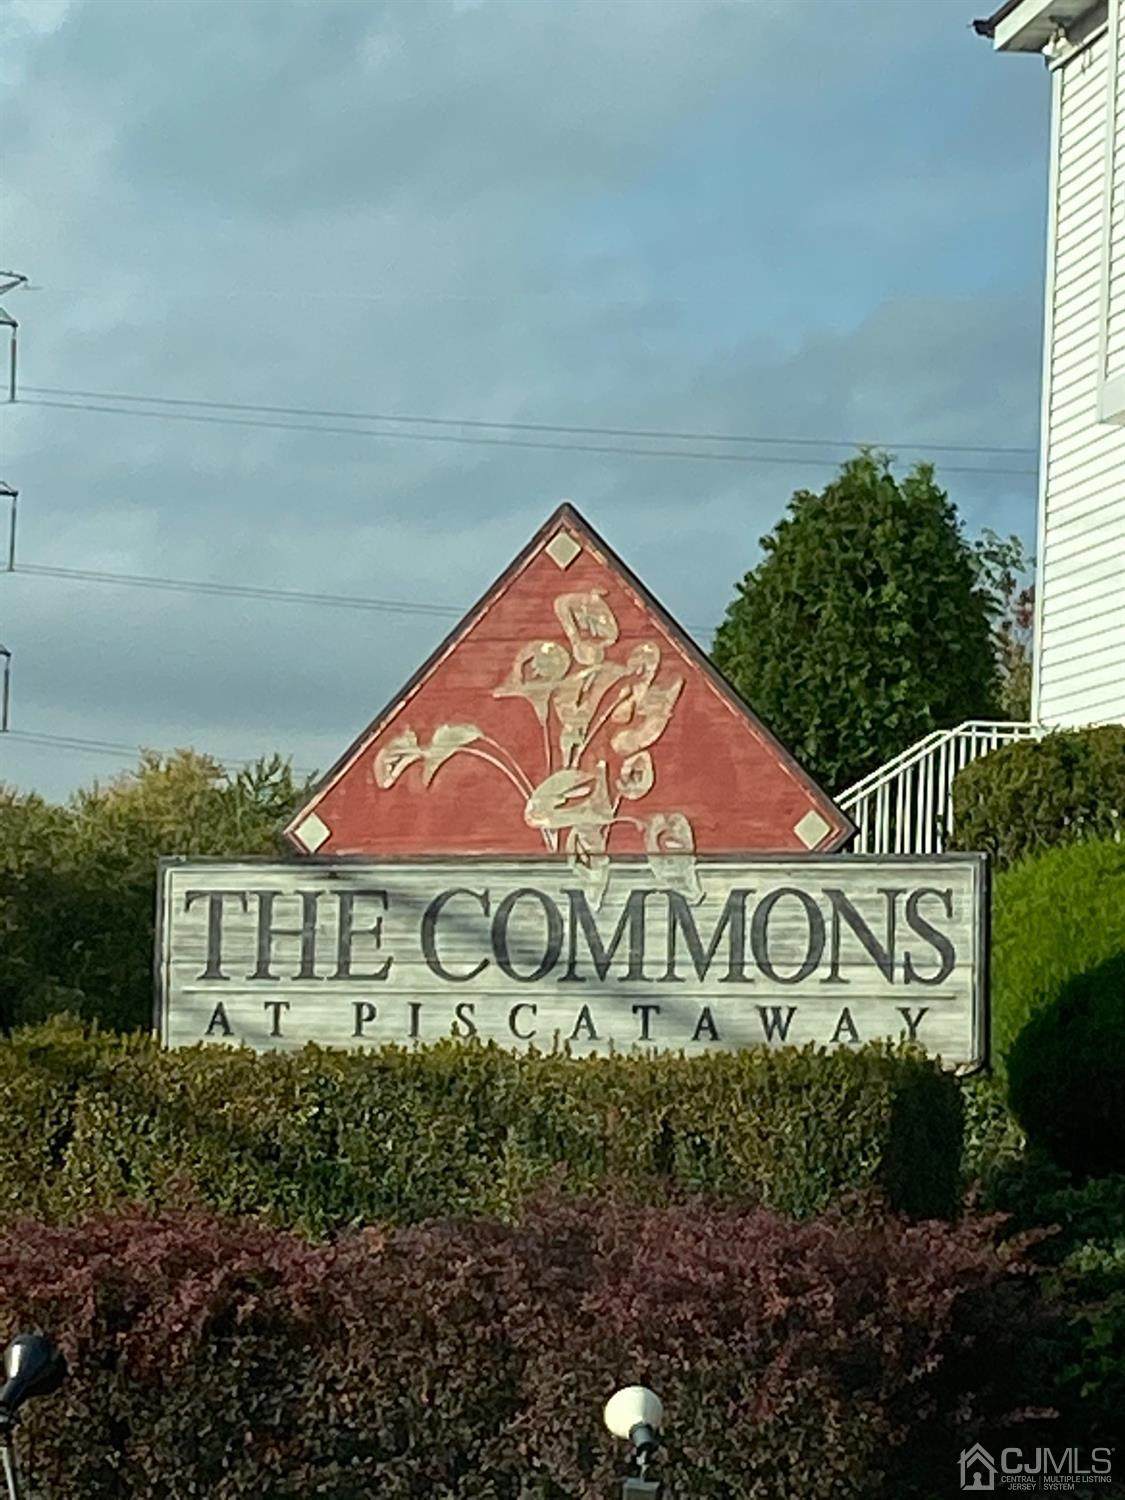 THE COMMONS
AT PISCATAWAY
CJMLS
CENTRAL JERSEY MULTIPLE LISTING SYSTEM